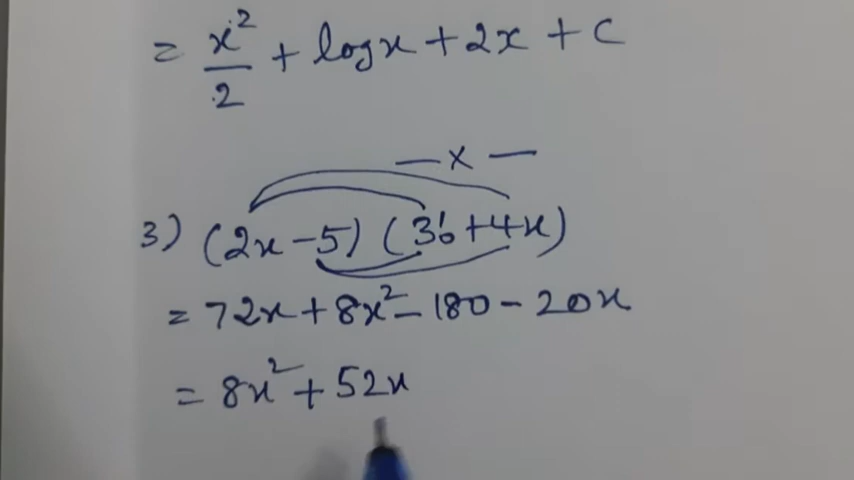 = x²/2 + log x + 2x + c
— x —
3) (2x - 5) (36 + 4x)
= 72x + 8x² - 180 - 20x
= 8x² + 52x